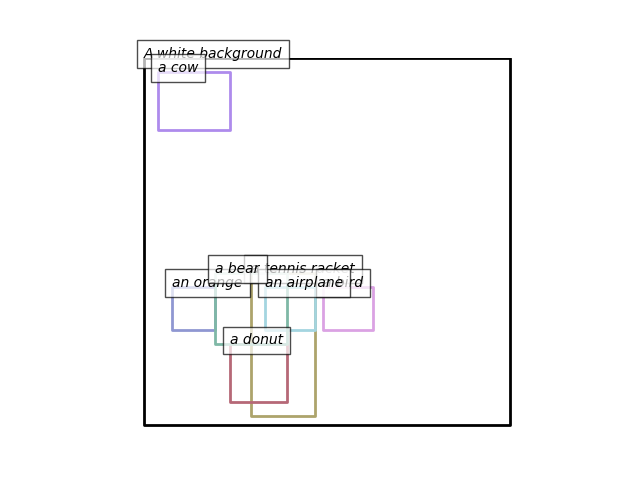 A white background
a cow
a bear
tennis racket
an orange
an airplane
bird
a donut